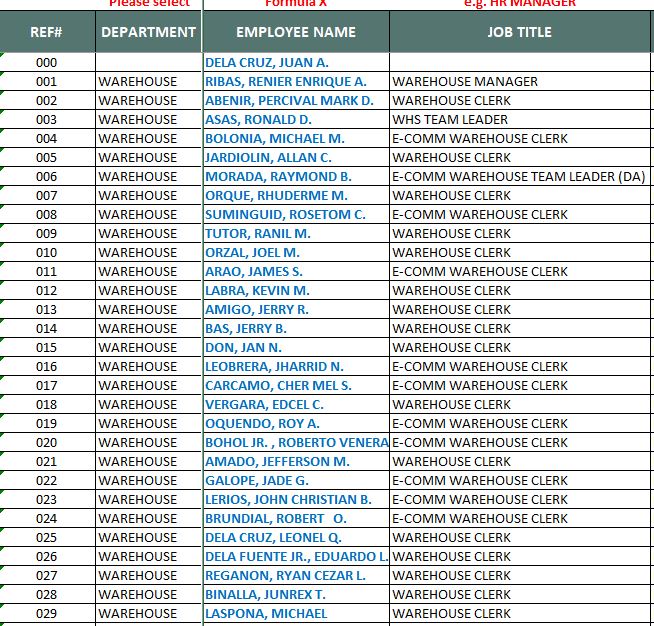 Please select Formula X e.g. HR MANAGER
REF# DEPARTMENT EMPLOYEE NAME JOB TITLE
000 DELA CRUZ, JUAN A.
001 WAREHOUSE RIBAS, RENIER ENRIQUE A. WAREHOUSE MANAGER
002 WAREHOUSE ABENIR, PERCIVAL MARK D. WAREHOUSE CLERK
003 WAREHOUSE ASAS, RONALD D. WHS TEAM LEADER
004 WAREHOUSE BOLONIA, MICHAEL M. E-COMM WAREHOUSE CLERK
005 WAREHOUSE JARDIOLIN, ALLAN C. WAREHOUSE CLERK
006 WAREHOUSE MORADA, RAYMOND B. E-COMM WAREHOUSE TEAM LEADER (DA)
007 WAREHOUSE ORQUE, RHUDERME M. WAREHOUSE CLERK
008 WAREHOUSE SUMINGUID, ROSETOM C. E-COMM WAREHOUSE CLERK
009 WAREHOUSE TUTOR, RANIL M. WAREHOUSE CLERK
010 WAREHOUSE ORZAL, JOEL M. WAREHOUSE CLERK
011 WAREHOUSE ARAO, JAMES S. E-COMM WAREHOUSE CLERK
012 WAREHOUSE LABRA, KEVIN M. WAREHOUSE CLERK
013 WAREHOUSE AMIGO, JERRY R. WAREHOUSE CLERK
014 WAREHOUSE BAS, JERRY B. WAREHOUSE CLERK
015 WAREHOUSE DON, JAN N. WAREHOUSE CLERK
016 WAREHOUSE LEOBRERA, JHARRID N. E-COMM WAREHOUSE CLERK
017 WAREHOUSE CARCAMO, CHER MEL S. E-COMM WAREHOUSE CLERK
018 WAREHOUSE VERGARA, EDCEL C. WAREHOUSE CLERK
019 WAREHOUSE OQUENDO, ROY A. E-COMM WAREHOUSE CLERK
020 WAREHOUSE BOHOL JR. , ROBERTO VENERA E-COMM WAREHOUSE CLERK
021 WAREHOUSE AMADO, JEFFERSON M. WAREHOUSE CLERK
022 WAREHOUSE GALOPE, JADE G. E-COMM WAREHOUSE CLERK
023 WAREHOUSE LERIOS, JOHN CHRISTIAN B. E-COMM WAREHOUSE CLERK
024 WAREHOUSE BRUNDIAL, ROBERT O. E-COMM WAREHOUSE CLERK
025 WAREHOUSE DELA CRUZ, LEONEL Q. WAREHOUSE CLERK
026 WAREHOUSE DELA FUENTE JR., EDUARDO L. WAREHOUSE CLERK
027 WAREHOUSE REGANON, RYAN CEZAR L. WAREHOUSE CLERK
028 WAREHOUSE BINALLA, JUNREX T. WAREHOUSE CLERK
029 WAREHOUSE LASPONA, MICHAEL WAREHOUSE CLERK